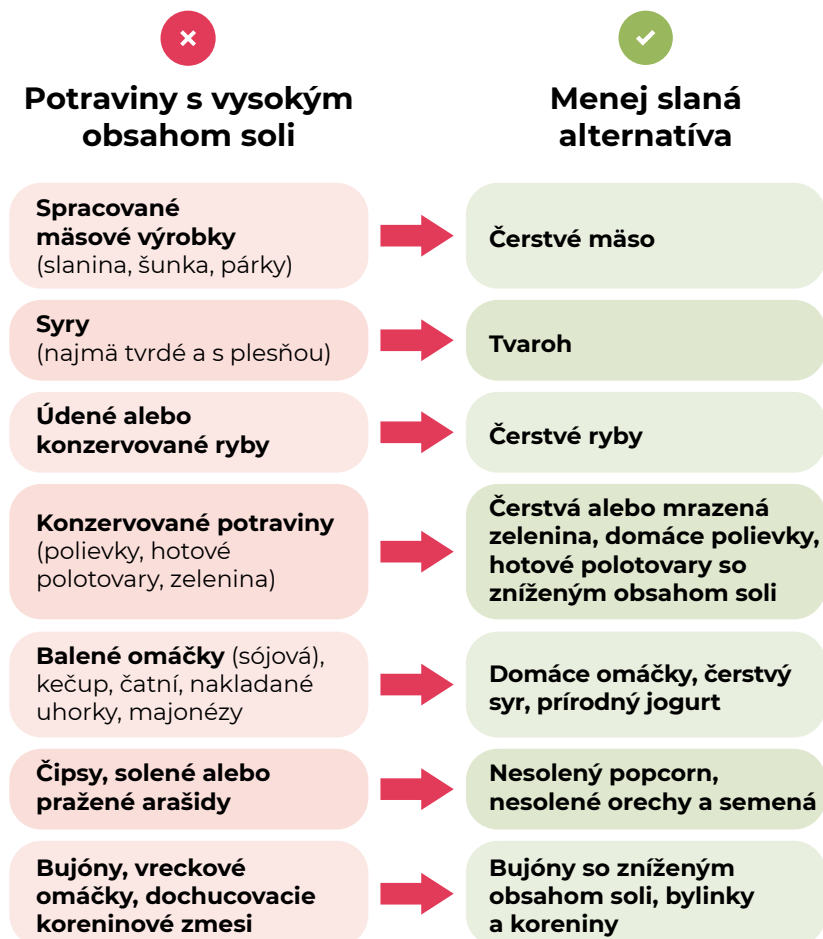 Potraviny s vysokým
obsahom soli
Menej slaná
alternatíva
Spracované
mäsové výrobky
(slanina, šunka, párky)
Čerstvé mäso
Syry
(najmä tvrdé a s plesňou)
Tvaroh
Údené alebo
konzervované ryby
Čerstvé ryby
Konzervované potraviny
(polievky, hotové
polotovary, zelenina)
Čerstvá alebo mrazená
zelenina, domáce polievky,
hotové polotovary so
zníženým obsahom soli
Balené omáčky (sójová),
kečup, čatní, nakladané
uhorky, majonézy
Domáce omáčky, čerstvý
syr, prírodný jogurt
Čipsy, solené alebo
pražené arašidy
Nesolený popcorn,
nesolené orechy a semená
Bujóny, vreckové
omáčky, dochucovacie
koreninové zmesi
Bujóny so zníženým
obsahom soli, bylinky
a koreniny